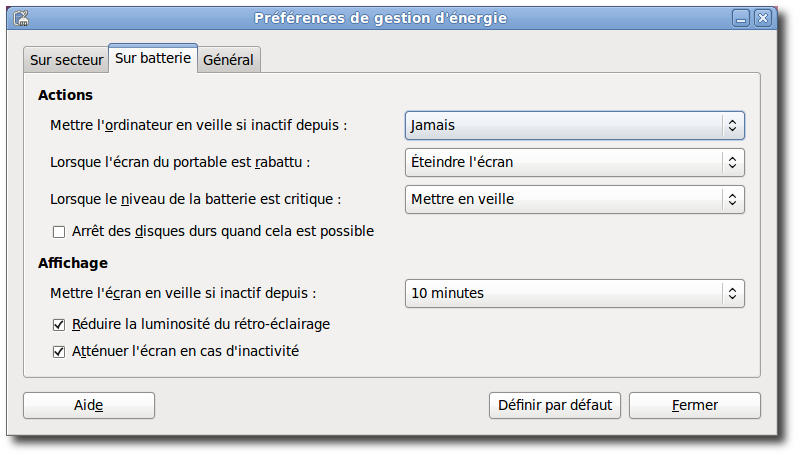 Préférences de gestion d'énergie
Sur secteur Sur batterie Général
Actions
Mettre l'ordinateur en veille si inactif depuis : Jamais
Lorsque l'écran du portable est rabattu : Éteindre l'écran
Lorsque le niveau de la batterie est critique : Mettre en veille
Arrêt des disques durs quand cela est possible
Affichage
Mettre l'écran en veille si inactif depuis : 10 minutes
Réduire la luminosité du rétro-éclairage
Atténuer l'écran en cas d'inactivité
Aide Définir par défaut Fermer